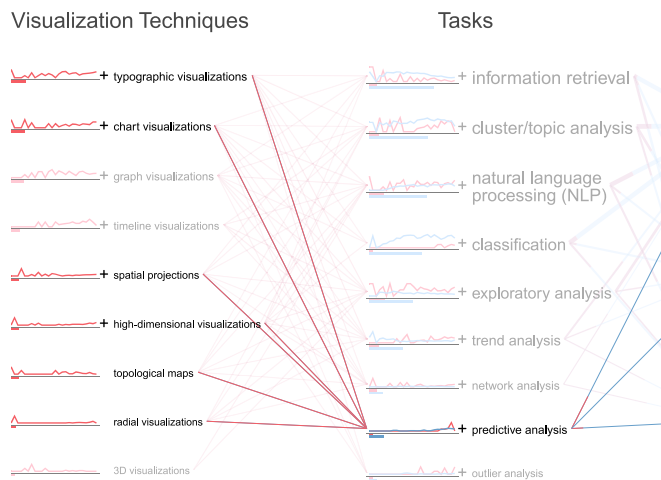 Visualization Techniques
+ typographic visualizations
+ chart visualizations
+ graph visualizations
+ timeline visualizations
+ spatial projections
+ high-dimensional visualizations
topological maps
radial visualizations
3D visualizations
Tasks
+ information retrieval
+ cluster/topic analysis
+ natural language
processing (NLP)
+ classification
+ exploratory analysis
+ trend analysis
+ network analysis
+ predictive analysis
+ outlier analysis